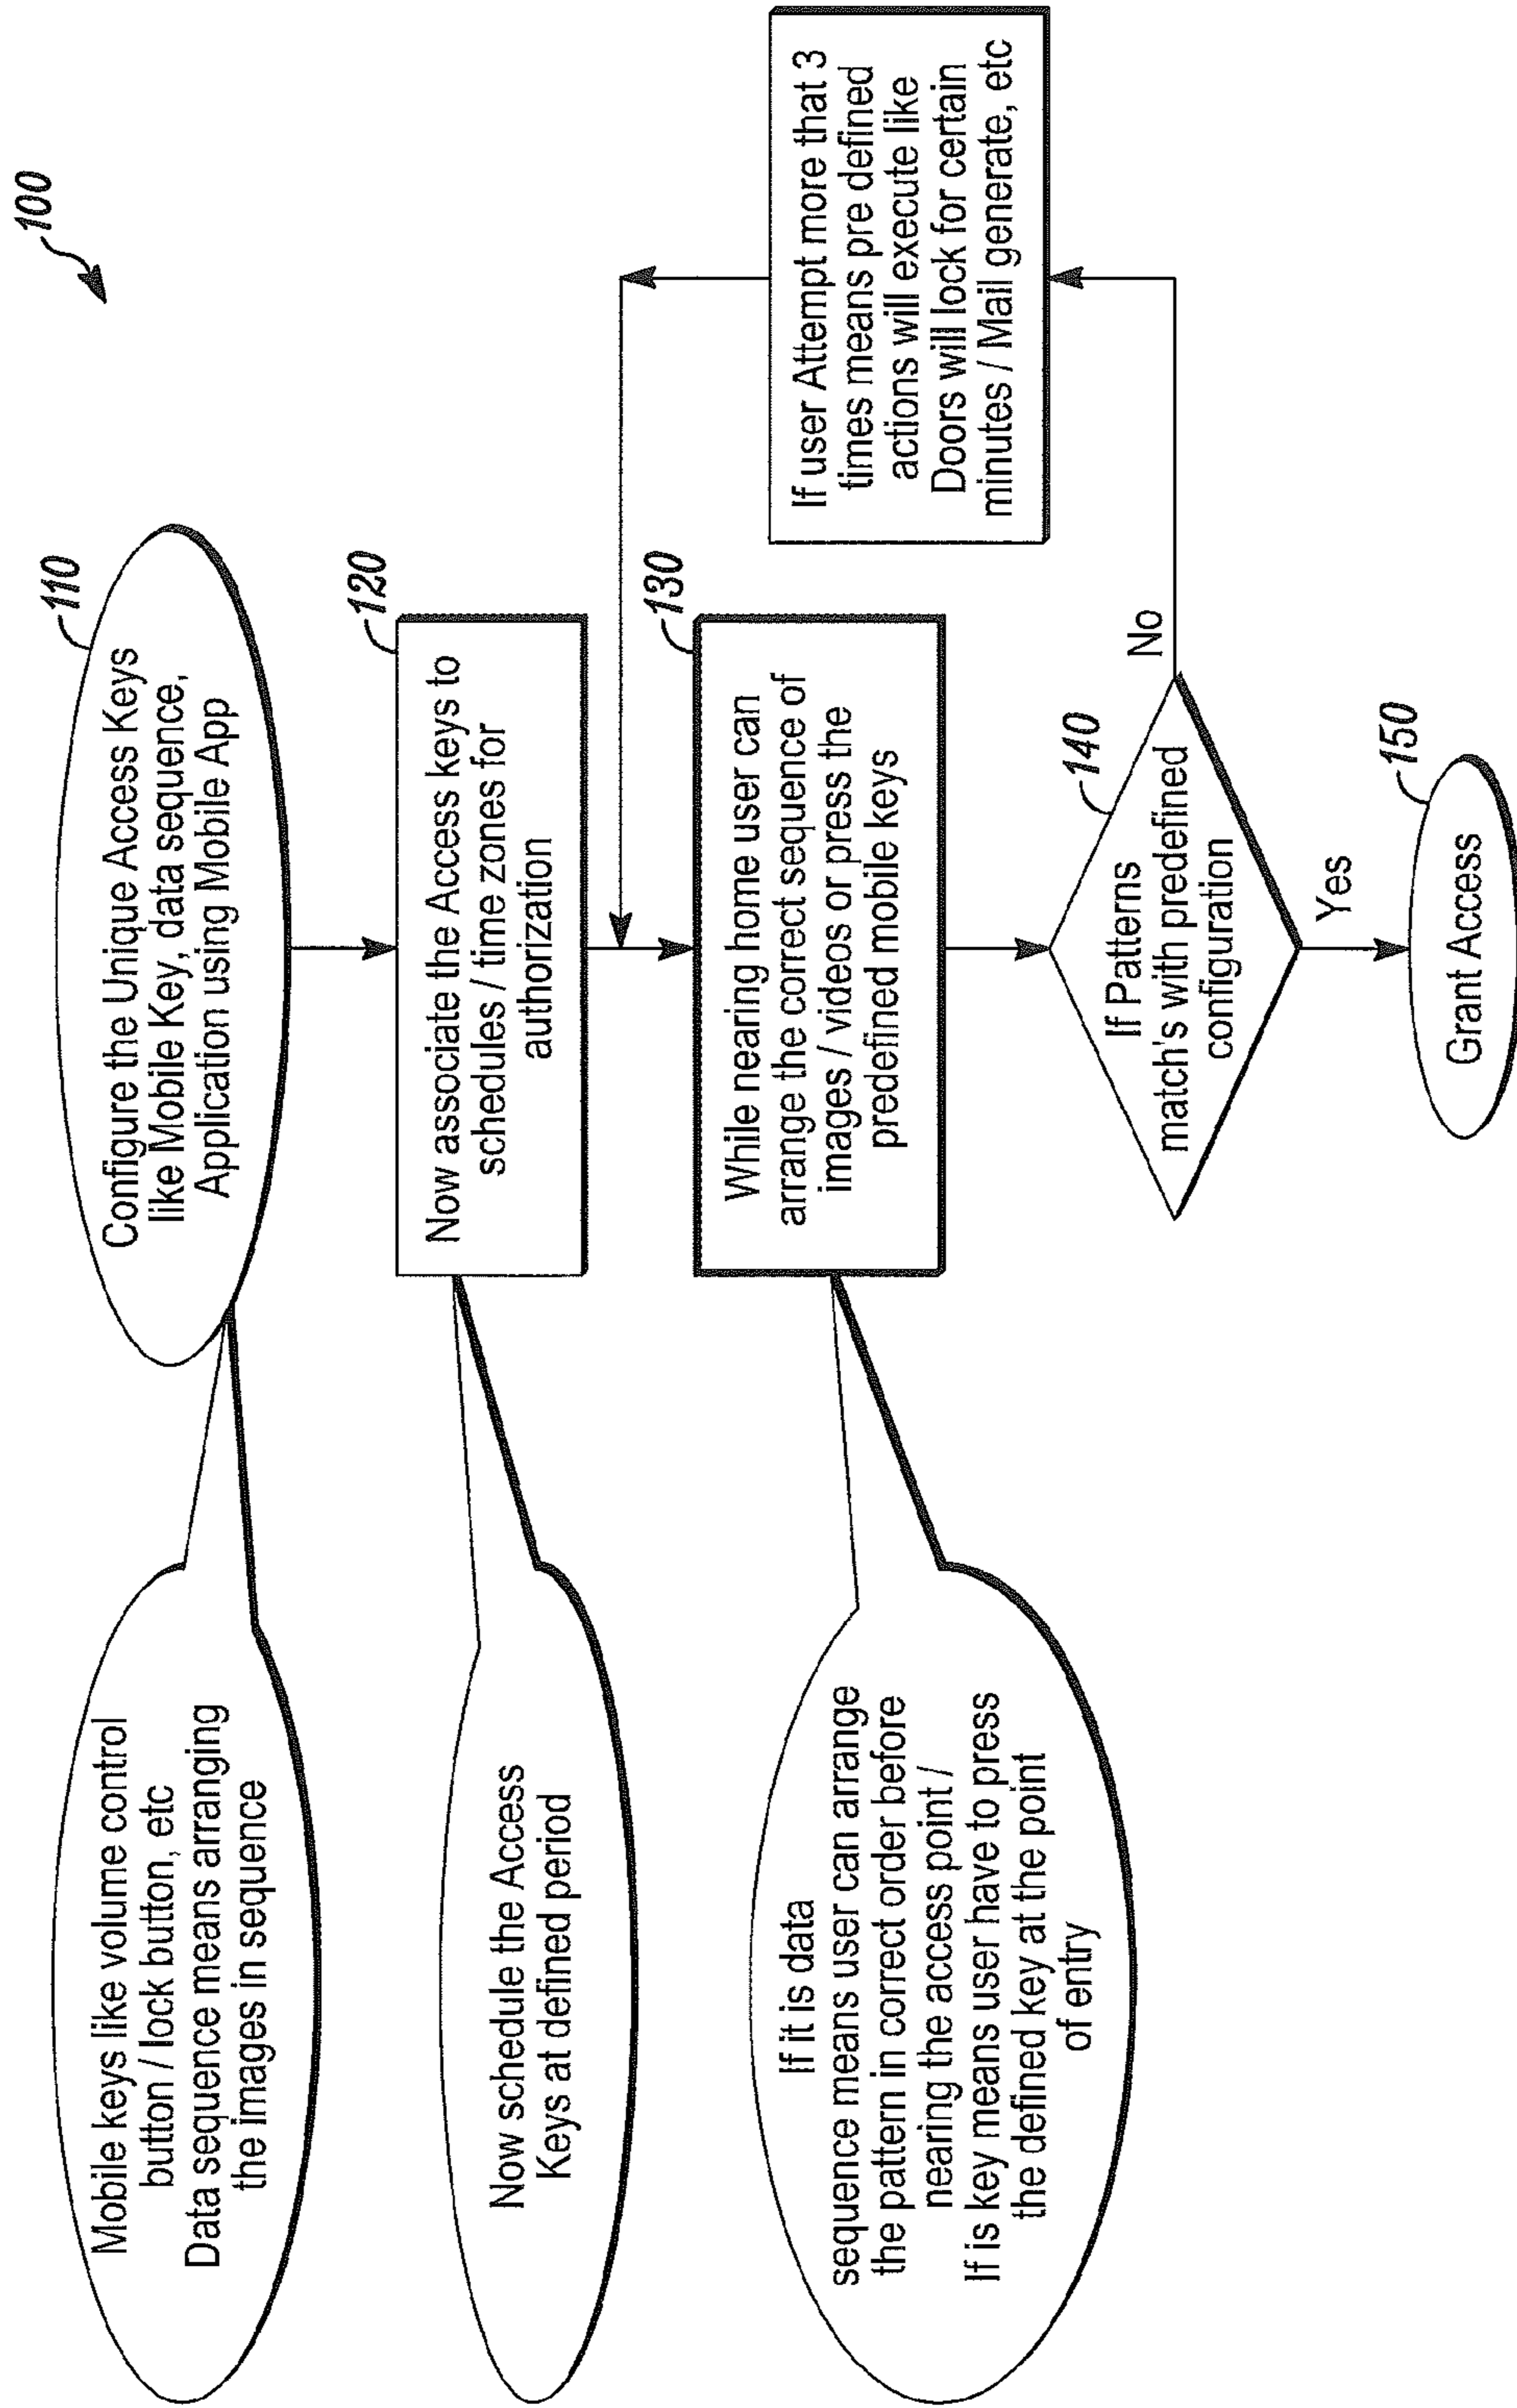 100
110
Configure the Unique Access Keys
like Mobile Key, data sequence,
Application using Mobile App
Mobile keys like volume control
button / lock button, etc
Data sequence means arranging
the images in sequence
120
Now associate the Access keys to
schedules / time zones for
authorization
Now schedule the Access
Keys at defined period
130
While nearing home user can
arrange the correct sequence of
images / videos or press the
predefined mobile keys
If it is data
sequence means user can arrange
the pattern in correct order before
nearing the access point /
If is key means user have to press
the defined key at the point
of entry
If user Attempt more that 3
times means pre defined
actions will execute like
Doors will lock for certain
minutes / Mail generate, etc
140
If Patterns
match's with predefined
configuration
No
Yes
150
Grant Access